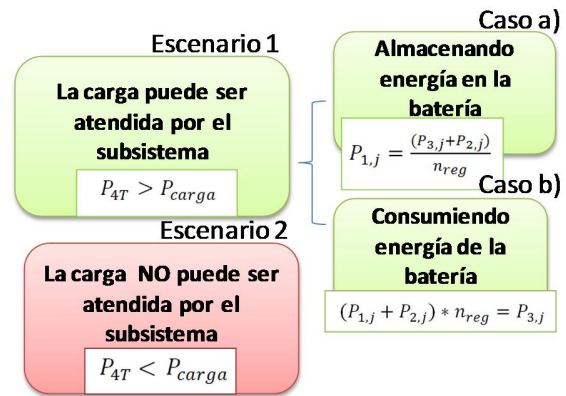 Escenario 1
La carga puede ser
atendida por el
subsistema
P_{4T} > P_{carga}
Caso a)
Almacenando
energía en la
batería
P_{1,j} = \frac{(P_{3,j}+P_{2,j})}{n_{reg}}
Caso b)
Consumiendo
energía de la
batería
(P_{1,j} + P_{2,j}) * n_{reg} = P_{3,j}
Escenario 2
La carga NO puede ser
atendida por el
subsistema
P_{4T} < P_{carga}